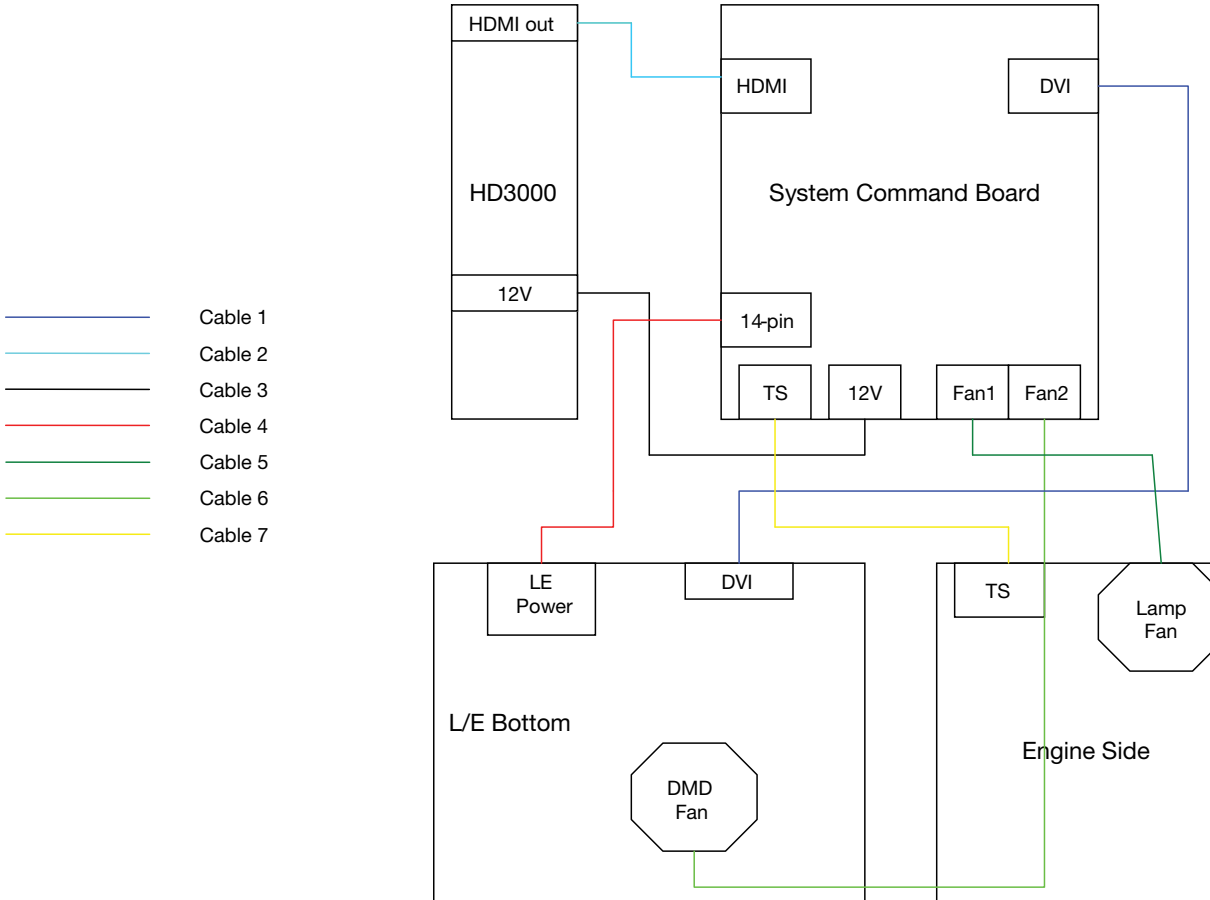 HDMI out
HDMI
DVI
HD3000
System Command Board
12V
14-pin
TS
12V
Fan1
Fan2
Cable 1
Cable 2
Cable 3
Cable 4
Cable 5
Cable 6
Cable 7
LE
Power
DVI
TS
Lamp
Fan
L/E Bottom
Engine Side
DMD
Fan